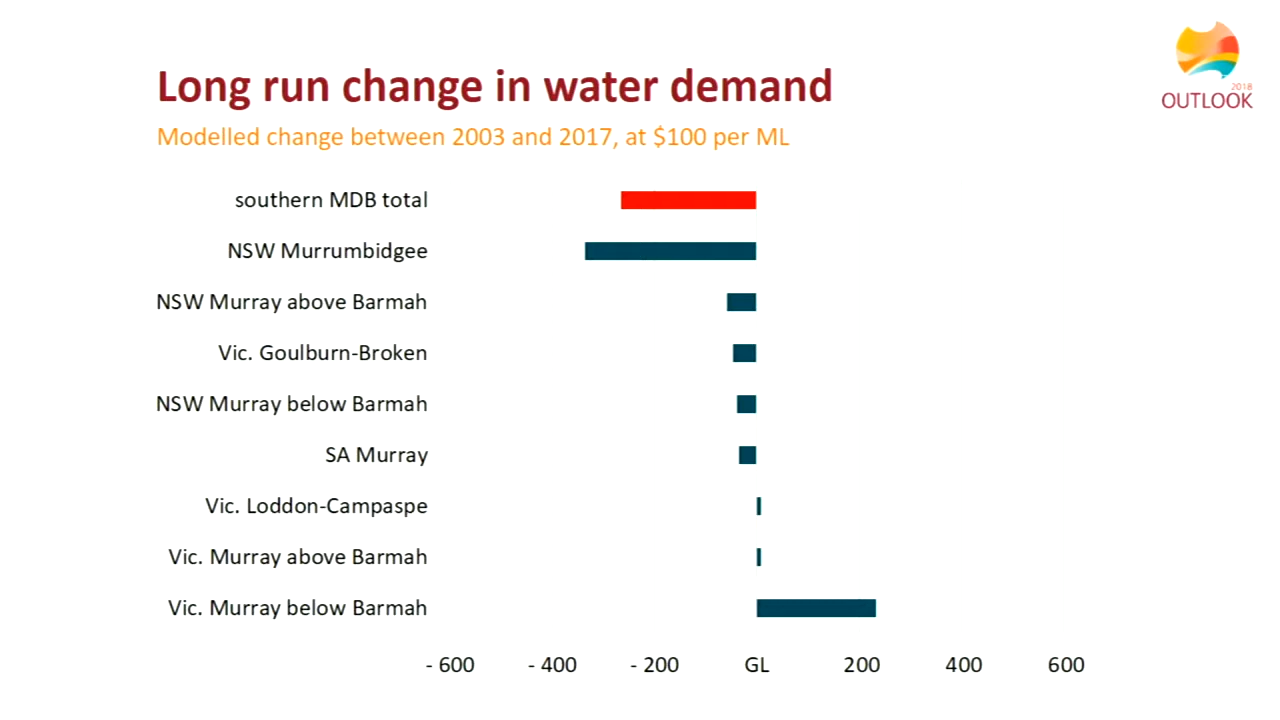 Long run change in water demand
Modelled change between 2003 and 2017, at $100 per ML
2018
OUTLOOK
southern MDB total
NSW Murrumbidgee
NSW Murray above Barmah
Vic. Goulburn-Broken
NSW Murray below Barmah
SA Murray
Vic. Loddon-Campaspe
Vic. Murray above Barmah
Vic. Murray below Barmah
- 600 - 400 - 200 GL 200 400 600